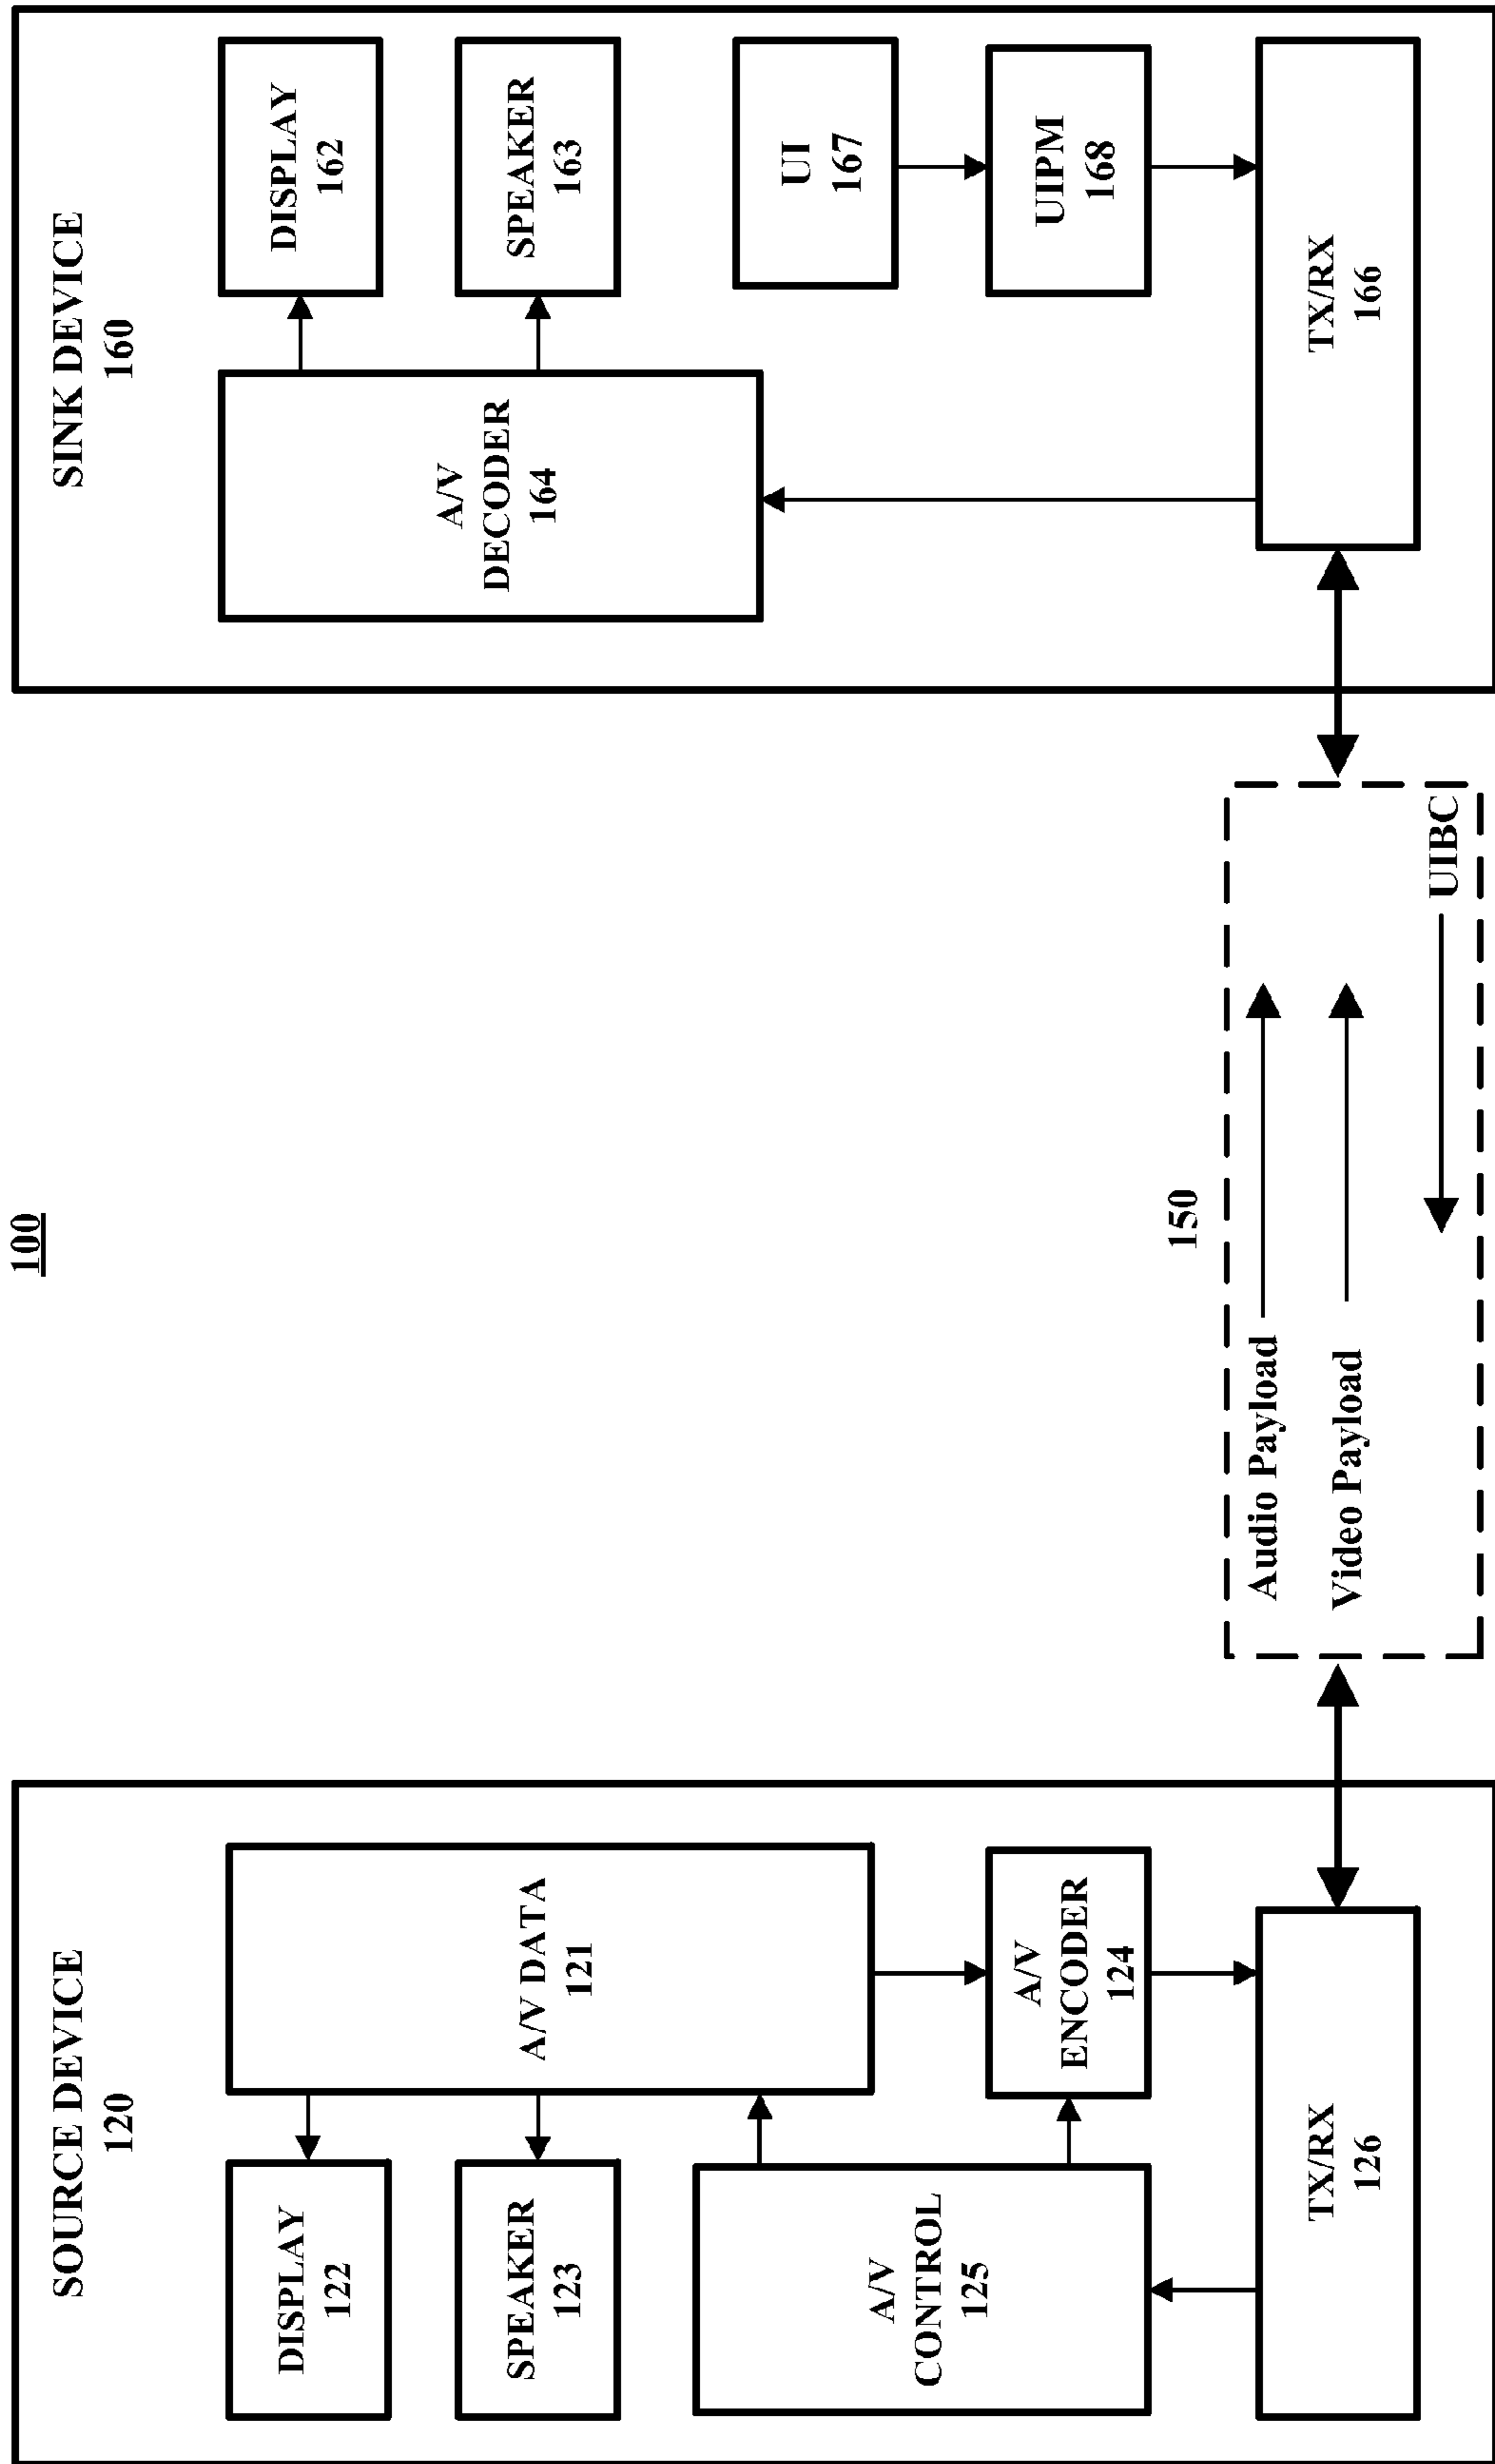 100
SOURCE DEVICE
120
DISPLAY
122
SPEAKER
123
A/V DATA
121
A/V
CONTROL
125
A/V
ENCODER
124
TX/RX
126
150
Audio Payload
Video Payload
UIBC
SINK DEVICE
160
A/V
DECODER
164
DISPLAY
162
SPEAKER
163
UI
167
UIPM
168
TX/RX
166